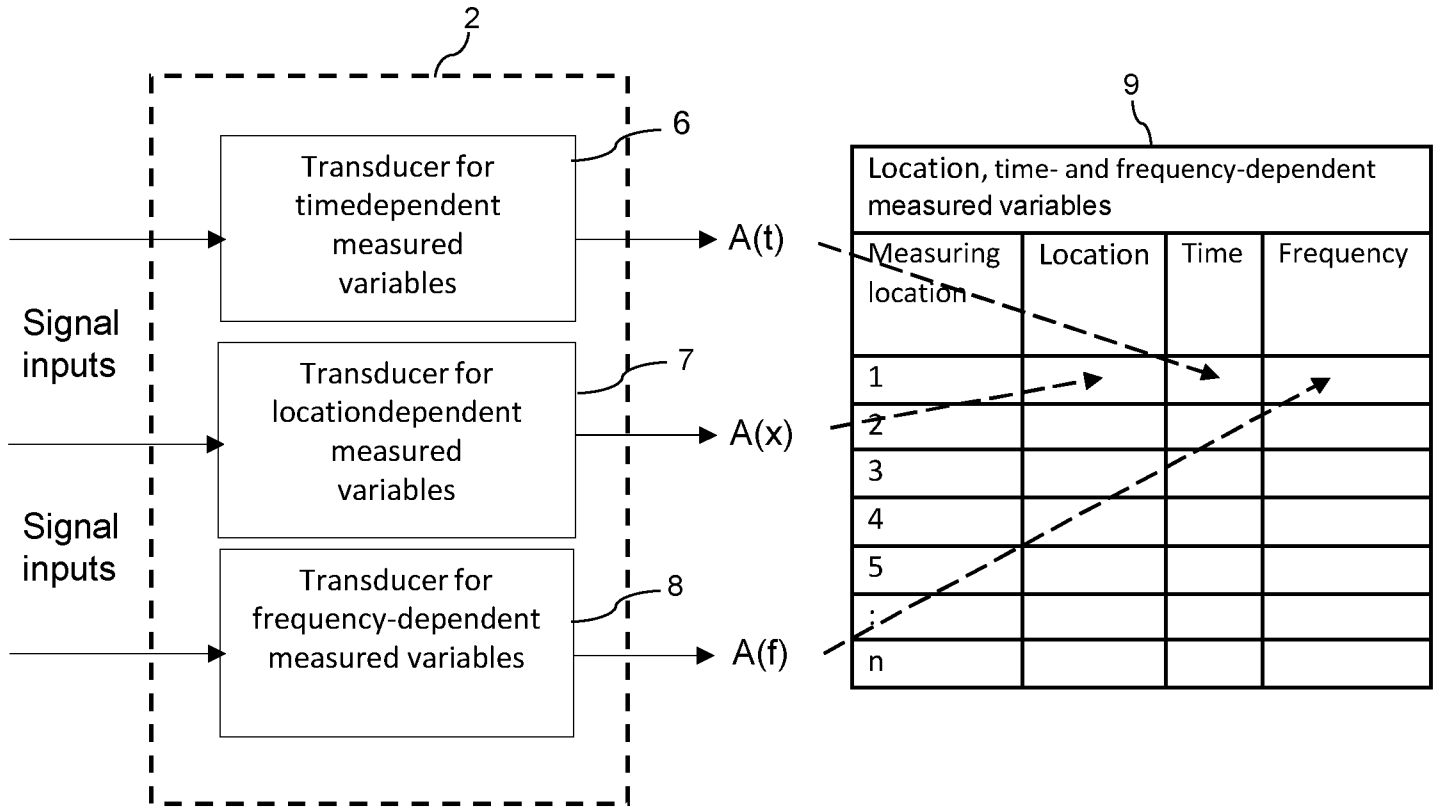 2
6
Transducer for
timedependent
measured
variables
A(t)
Signal
inputs
7
Transducer for
locationdependent
measured
variables
A(x)
Signal
inputs
8
Transducer for
frequency-dependent
measured variables
A(f)
9
Location, time- and frequency-dependent
measured variables
Measuring
location
Location
Time
Frequency
1
2
3
4
5
:
n